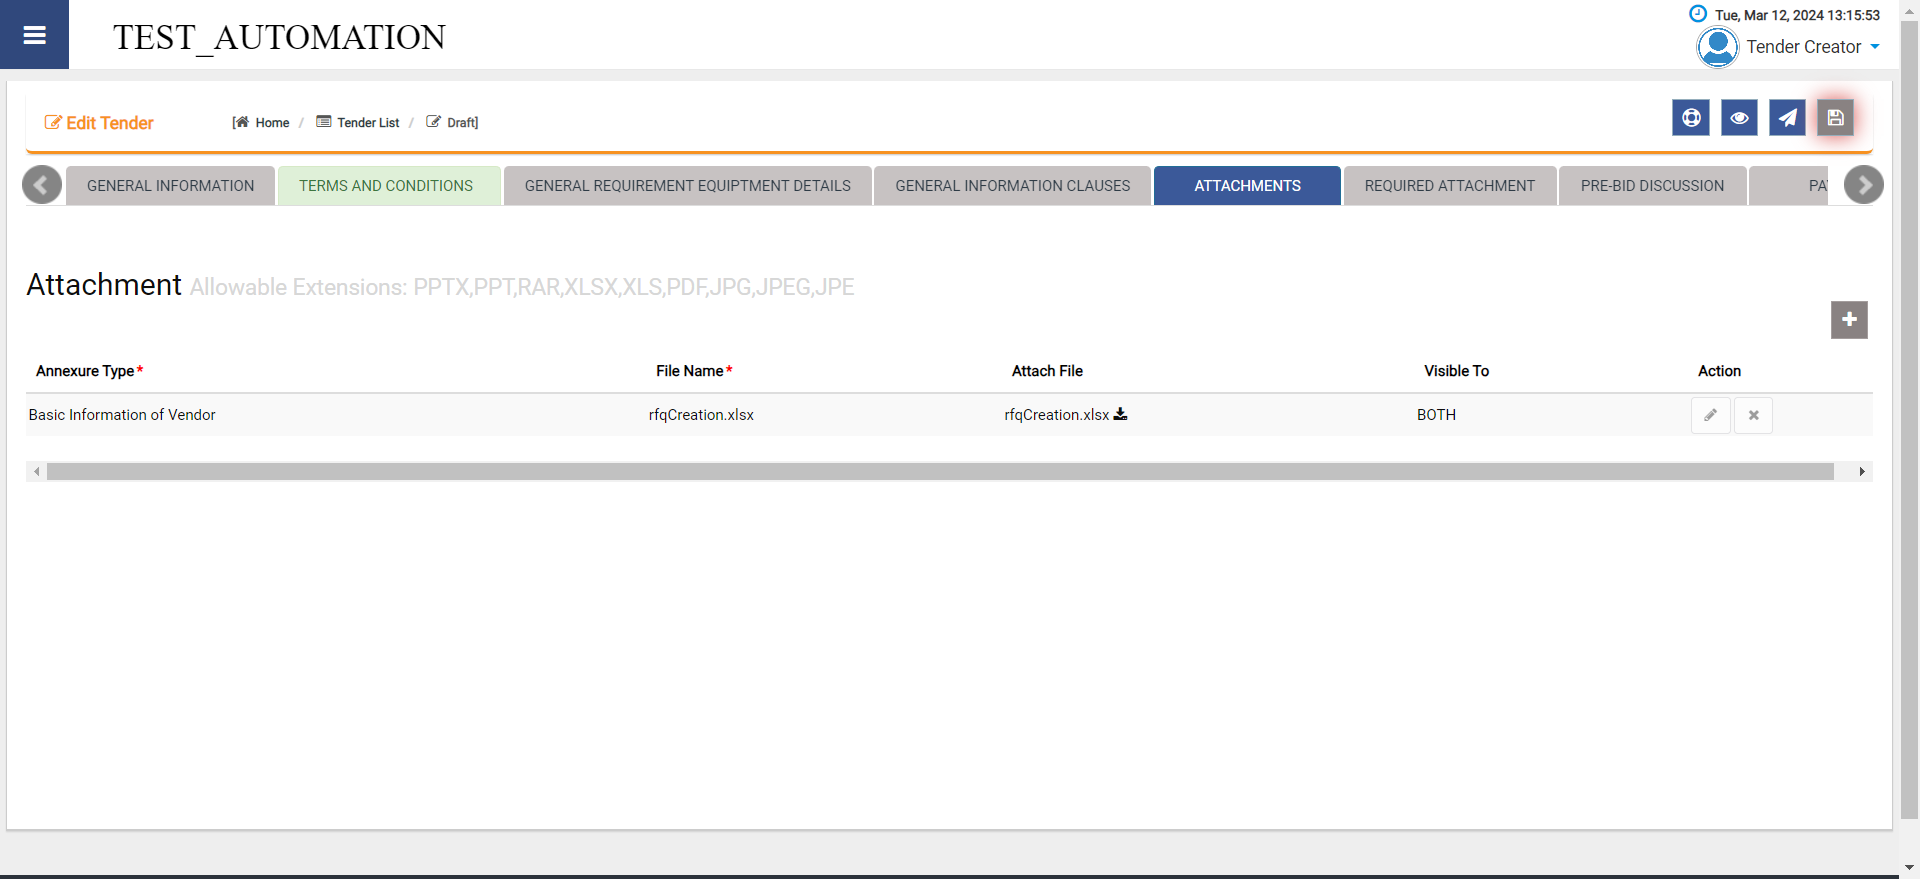 TEST_AUTOMATION
Tue, Mar 12, 2024 13:15:53
Tender Creator
Edit Tender
[Home / Tender List / Draft]
GENERAL INFORMATION
TERMS AND CONDITIONS
GENERAL REQUIREMENT EQUIPTMENT DETAILS
GENERAL INFORMATION CLAUSES
ATTACHMENTS
REQUIRED ATTACHMENT
PRE-BID DISCUSSION
Attachment Allowable Extensions: PPTX,PPT,RAR,XLSX,XLS,PDF,JPG,JPEG,JPE
Annexure Type* File Name* Attach File Visible To Action
Basic Information of Vendor rfqCreation.xlsx rfqCreation.xlsx BOTH